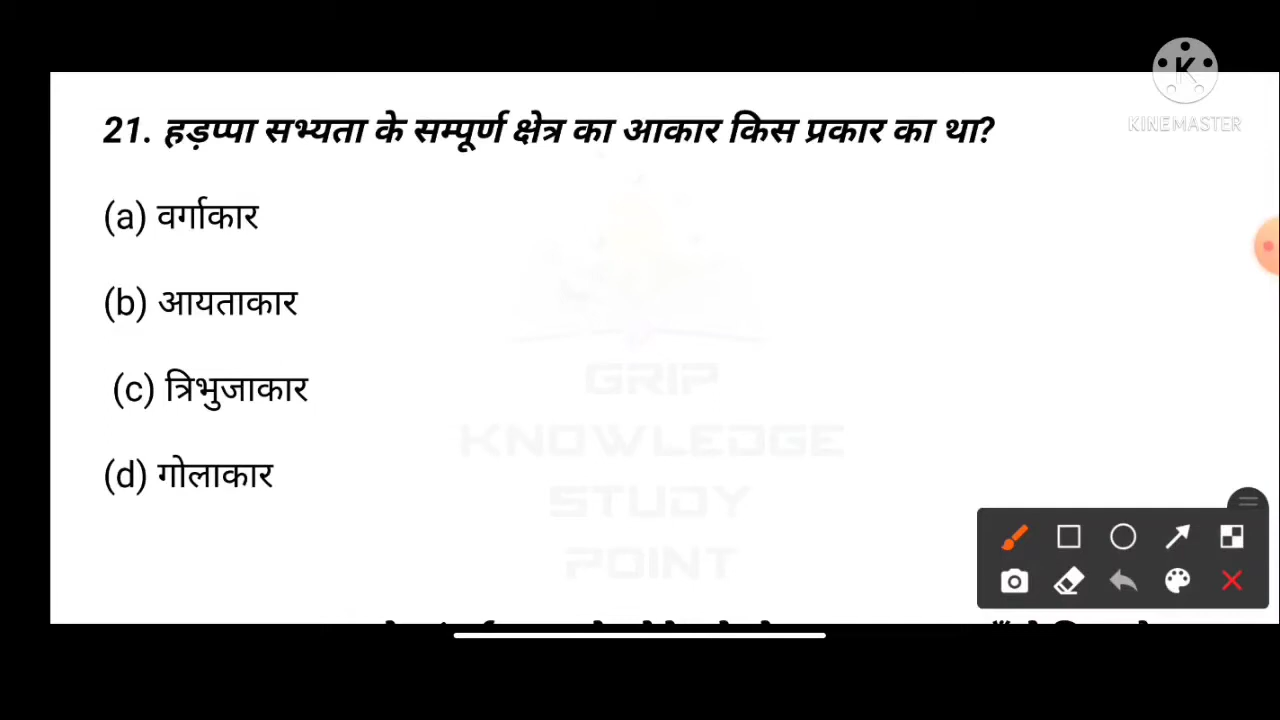 KINEMASTER
21. हड़प्पा सभ्यता के सम्पूर्ण क्षेत्र का आकार किस प्रकार का था?
(a) वर्गाकार
(b) आयताकार
(c) त्रिभुजाकार
(d) गोलाकार
GRIP
KNOWLEDGE
STUDY
POINT